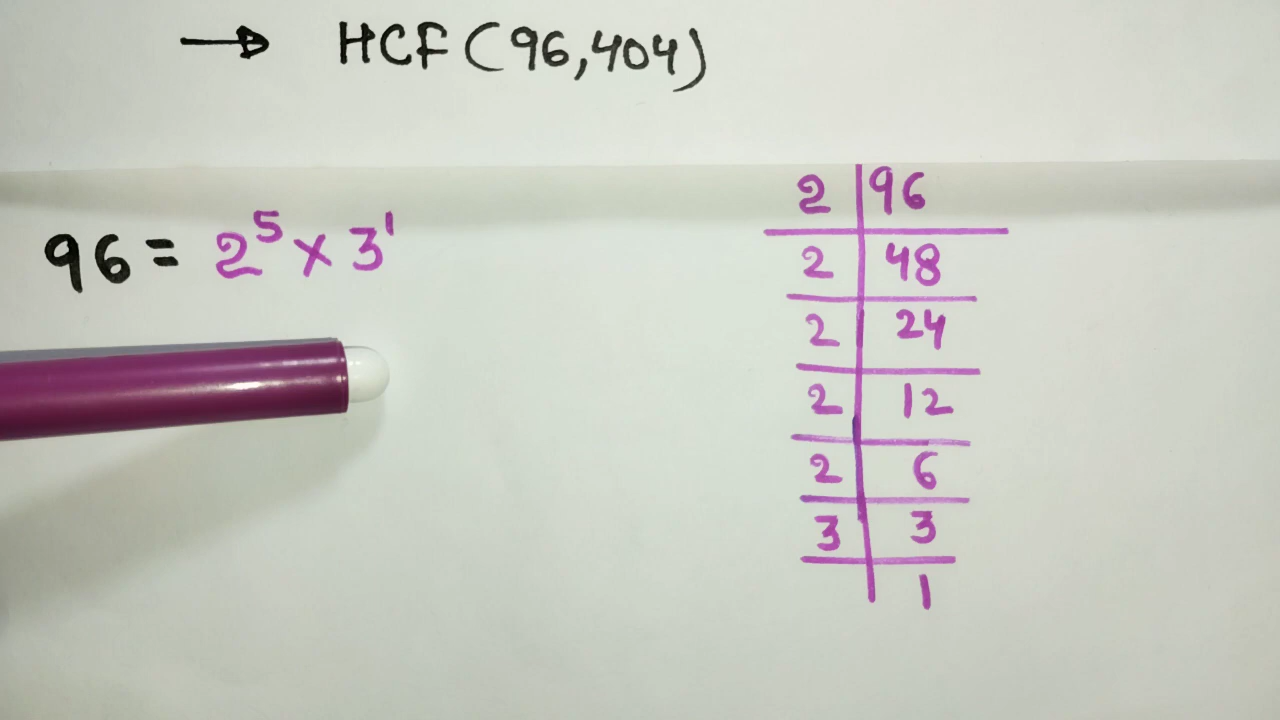 → HCF (96,404)
96 = 2⁵ × 3¹
2 | 96
2 | 48
2 | 24
2 | 12
2 | 6
3 | 3
1